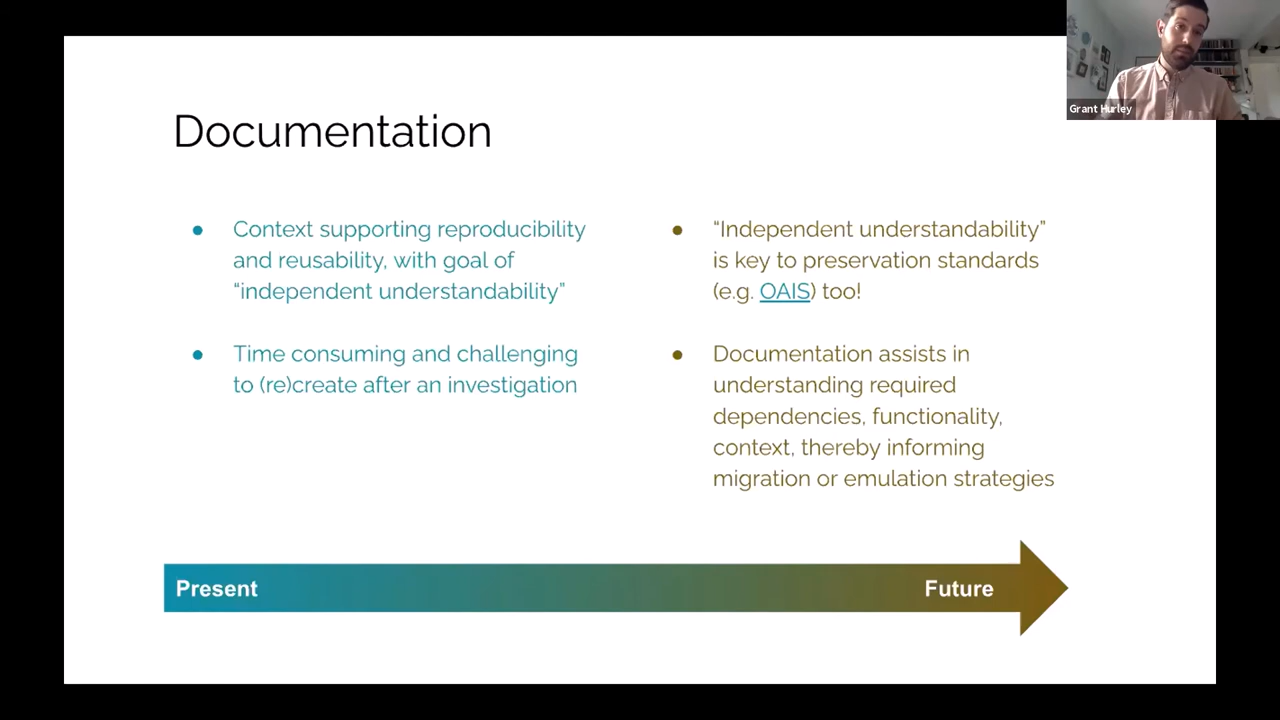 Grant Hurley
Documentation
● Context supporting reproducibility
and reusability, with goal of
“independent understandability”
● Time consuming and challenging
to (re)create after an investigation
● “Independent understandability”
is key to preservation standards
(e.g. OAIS) too!
● Documentation assists in
understanding required
dependencies, functionality,
context, thereby informing
migration or emulation strategies
Present
Future